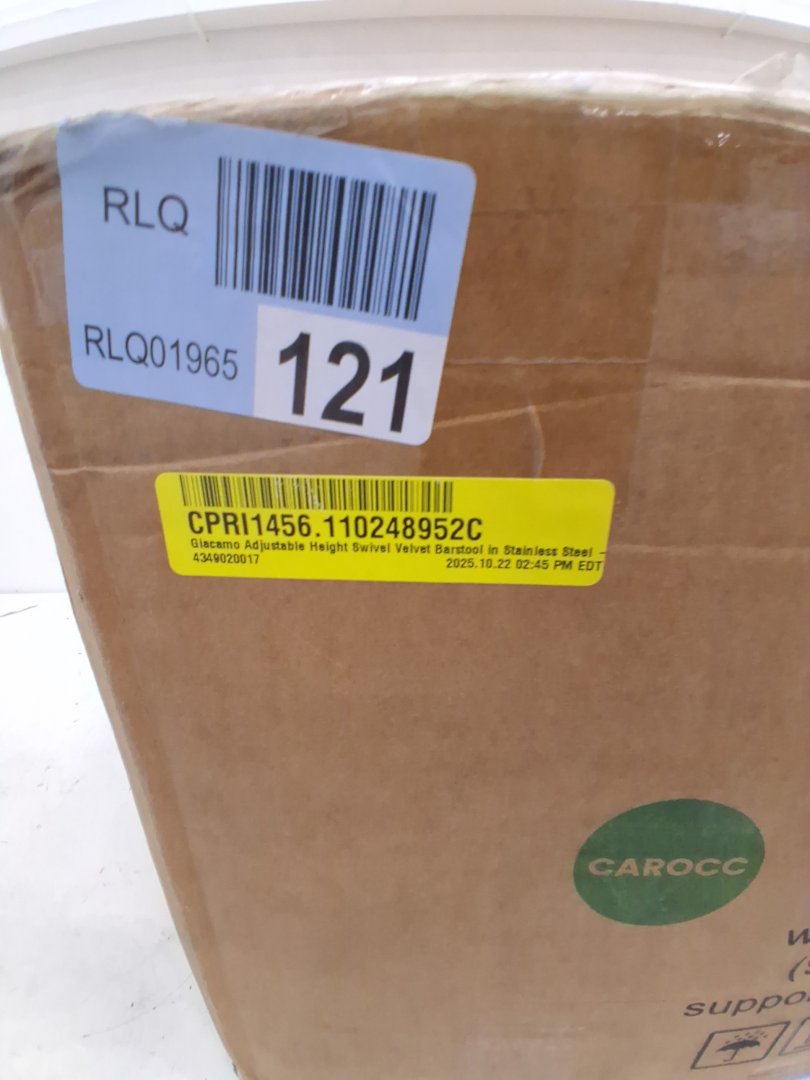 RLQ
RLQ01965
121
CPRI1456.110248952C
Giacamo Adjustable Height Swivel Velvet Barstool in Stainless Steel -
4349020017 2025.10.22 02:45 PM EDT
CAROCC